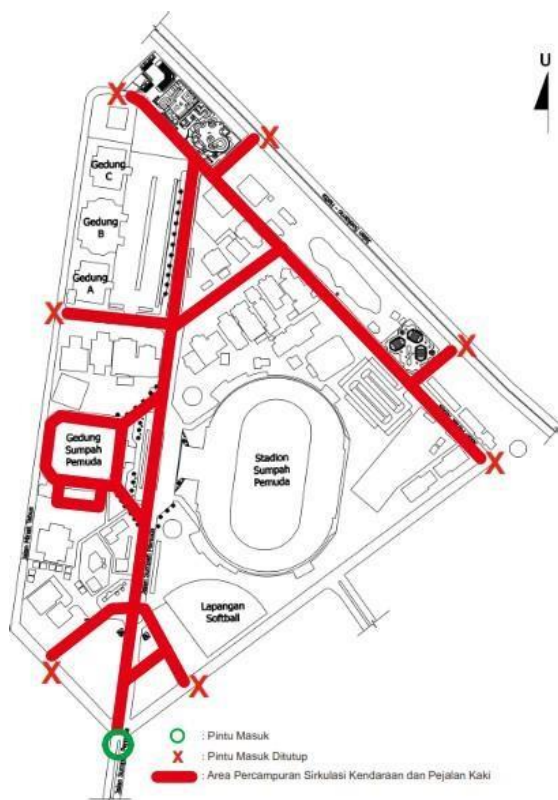 U
Gedung
C
Gedung
B
Gedung
A
Gedung
Sumpah
Pemuda
Stadion
Sumpah
Pemuda
Lapangan
Softball
X
X
X
X
X
X
X
: Pintu Masuk
X : Pintu Masuk Ditutup
: Area Percampuran Sirkulasi Kendaraan dan Pejalan Kaki